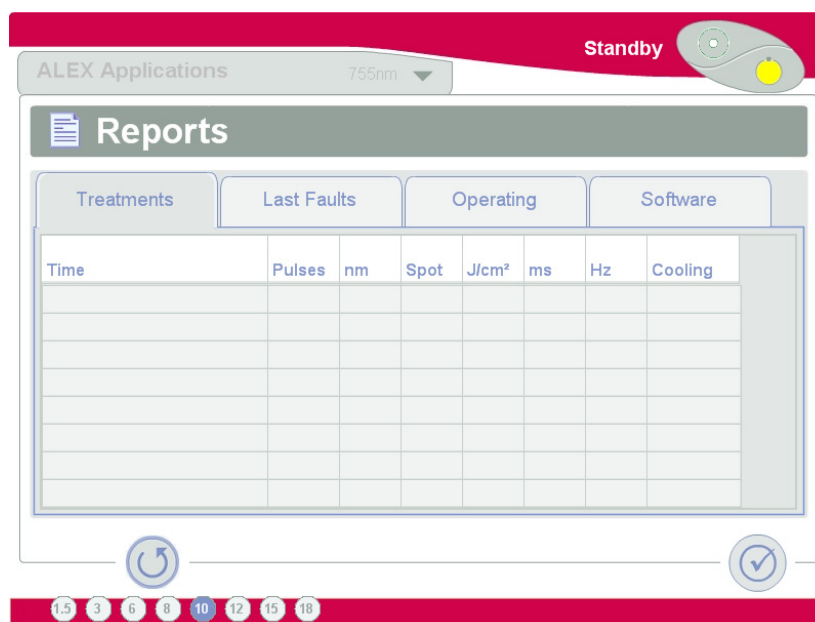 Standby
ALEX Applications 755nm
Reports
Treatments Last Faults Operating Software
Time Pulses nm Spot J/cm² ms Hz Cooling
1.5 3 6 8 10 12 15 18